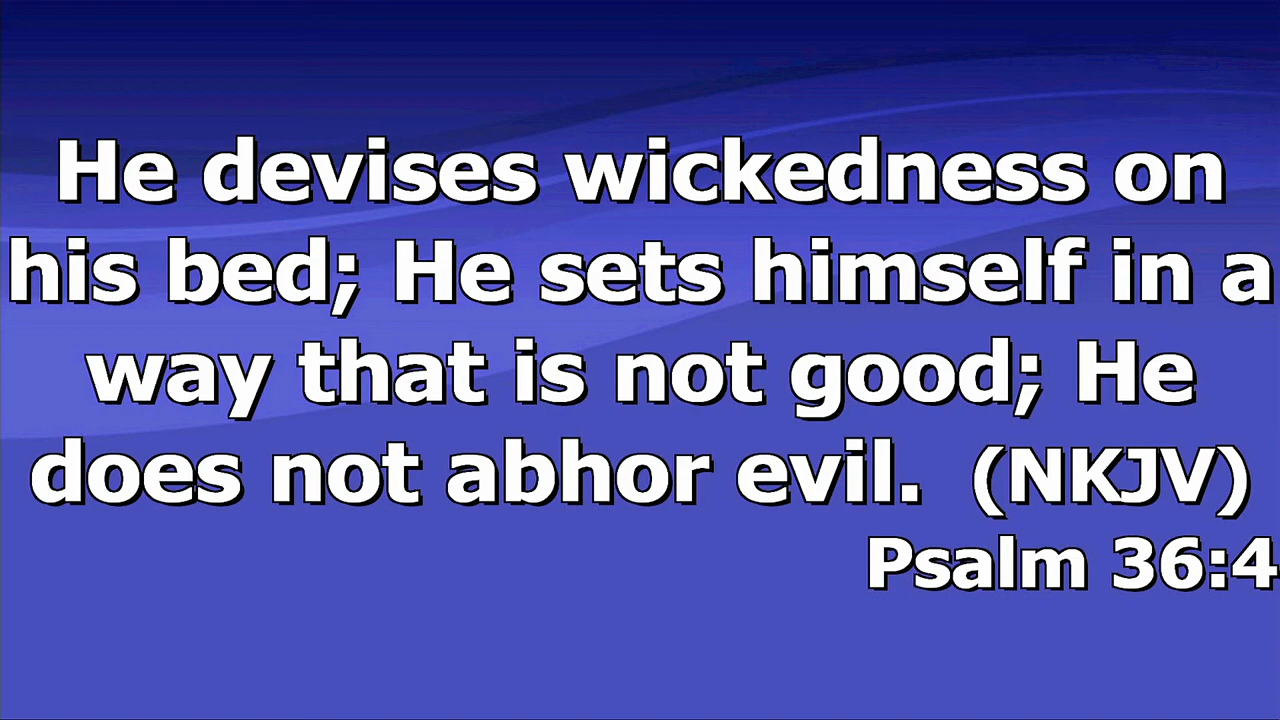 He devises wickedness on
his bed; He sets himself in a
way that is not good; He
does not abhor evil.  (NKJV)
Psalm 36:4